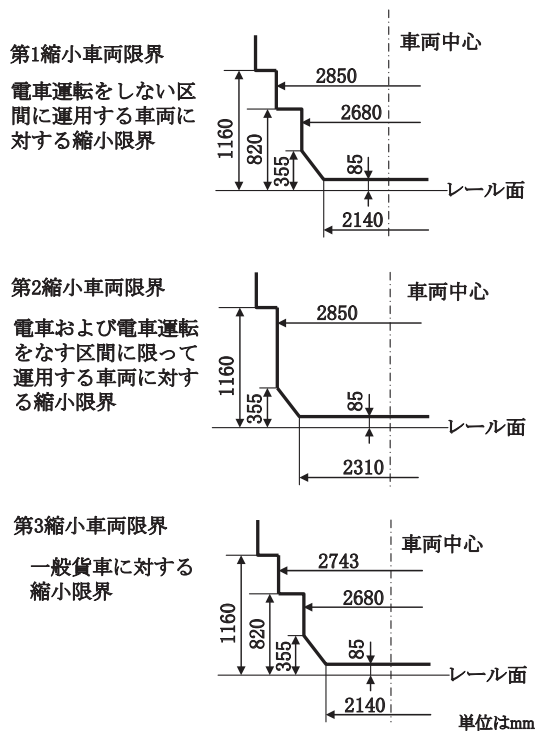 第1縮小車両限界
電車運転をしない区
間に運用する車両に
対する縮小限界
車両中心
2850
2680
1160
820
355
85
レール面
2140
第2縮小車両限界
電車および電車運転
をなす区間に限って
運用する車両に対す
る縮小限界
車両中心
2850
1160
355
85
レール面
2310
第3縮小車両限界
一般貨車に対する
縮小限界
車両中心
2743
2680
1160
820
355
85
レール面
2140
単位はmm